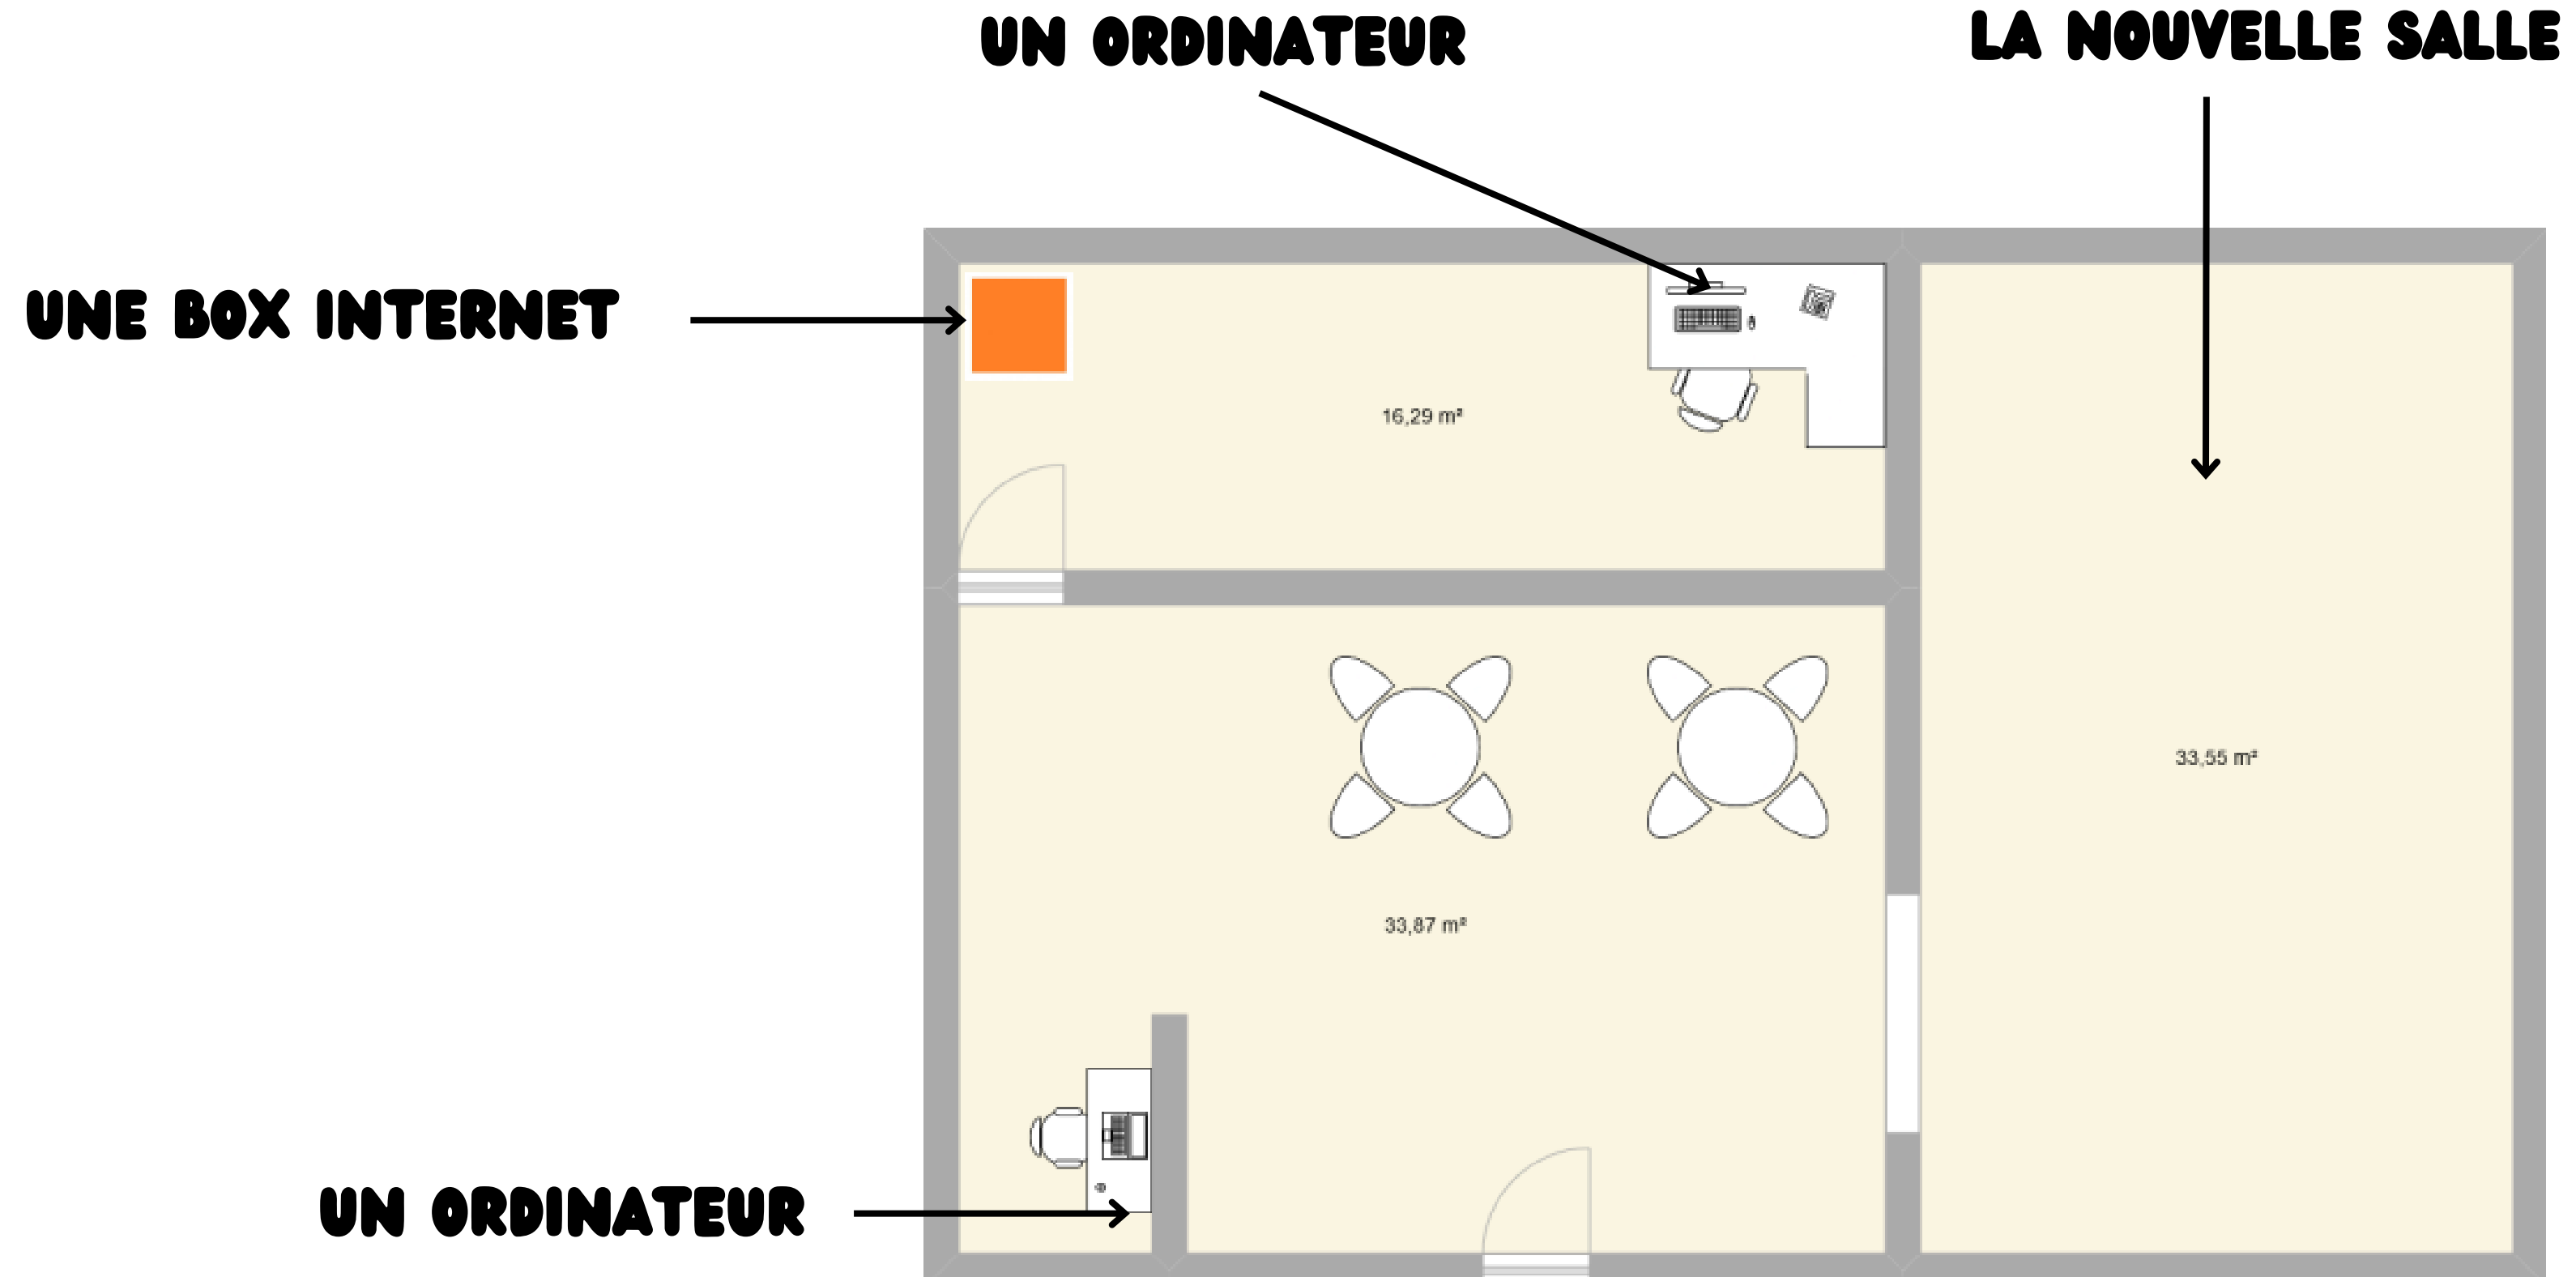 UN ORDINATEUR
LA NOUVELLE SALLE
UNE BOX INTERNET
16,29 m²
33,55 m²
33,87 m²
UN ORDINATEUR